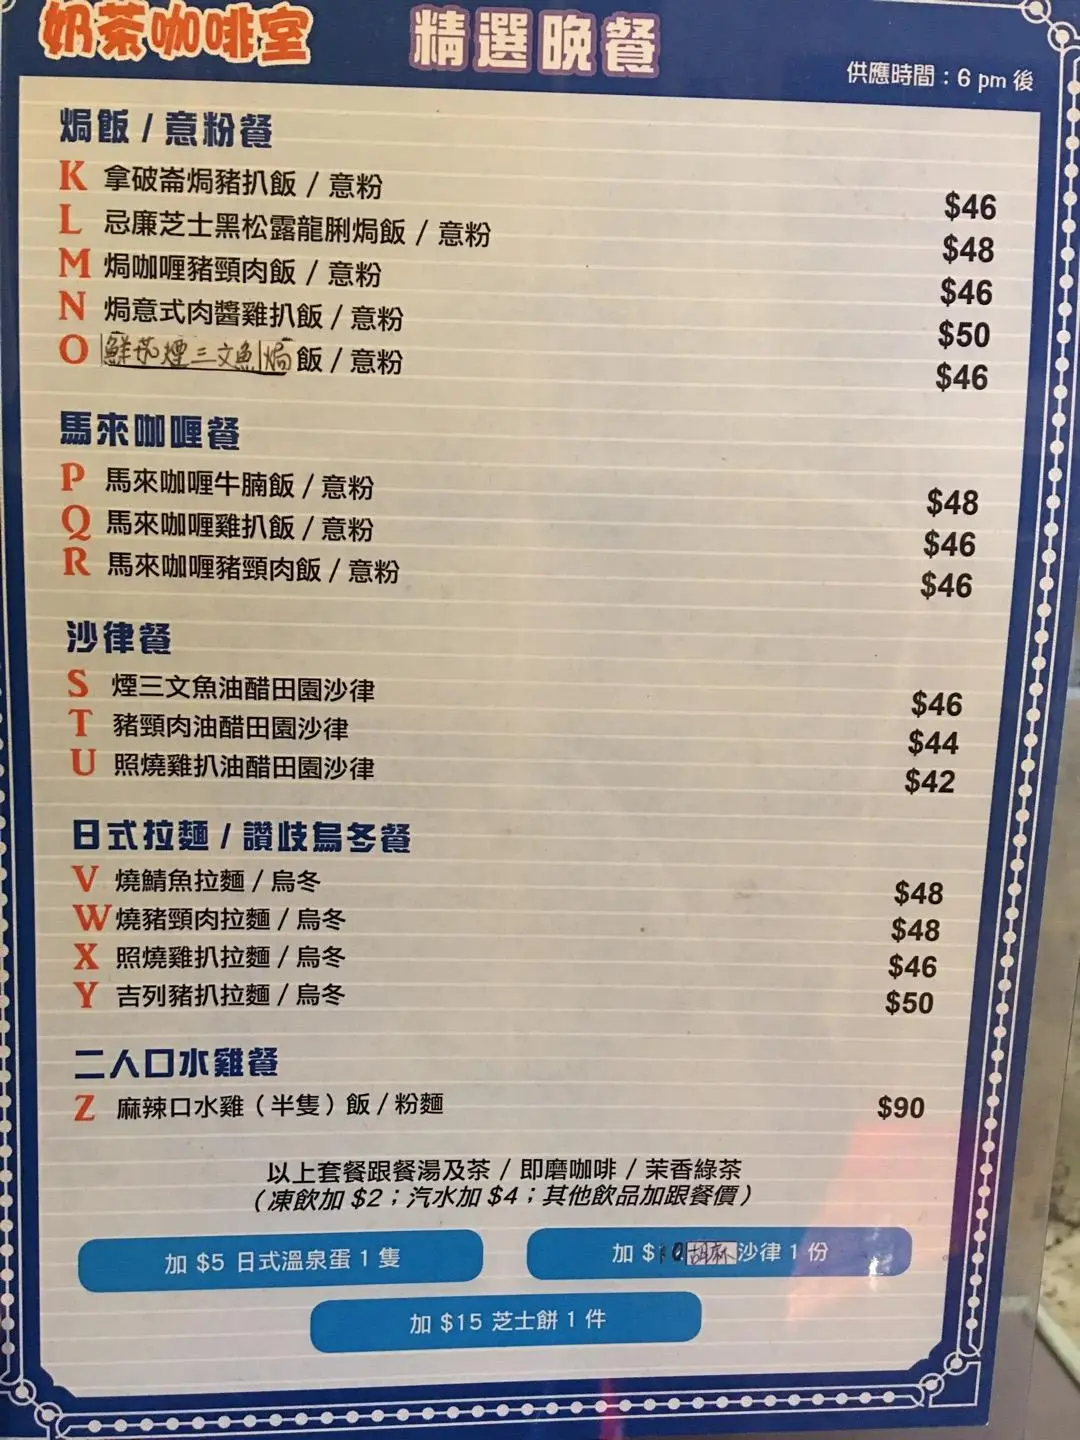 奶茶咖啡室
精選晚餐
供應時間：6 pm 後
焗飯 / 意粉餐
K 拿破崙焗豬扒飯 / 意粉 $46
L 忌廉芝士黑松露龍脷焗飯 / 意粉 $48
M 焗咖喱豬頸肉飯 / 意粉 $46
N 焗意式肉醬雞扒飯 / 意粉 $50
O 鮮茄煙三文魚焗飯 / 意粉 $46
馬來咖喱餐
P 馬來咖喱牛腩飯 / 意粉 $48
Q 馬來咖喱雞扒飯 / 意粉 $46
R 馬來咖喱豬頸肉飯 / 意粉 $46
沙律餐
S 煙三文魚油醋田園沙律 $46
T 豬頸肉油醋田園沙律 $44
U 照燒雞扒油醋田園沙律 $42
日式拉麵 / 讚歧烏冬餐
V 燒鯖魚拉麵 / 烏冬 $48
W 燒豬頸肉拉麵 / 烏冬 $48
X 照燒雞扒拉麵 / 烏冬 $46
Y 吉列豬扒拉麵 / 烏冬 $50
二人口水雞餐
Z 麻辣口水雞（半隻）飯 / 粉麵 $90
以上套餐跟餐湯及茶 / 即磨咖啡 / 茉香綠茶
（凍飲加 $2；汽水加 $4；其他飲品加跟餐價）
加 $5 日式溫泉蛋 1 隻
加 $10 胡麻沙律 1 份
加 $15 芝士餅 1 件